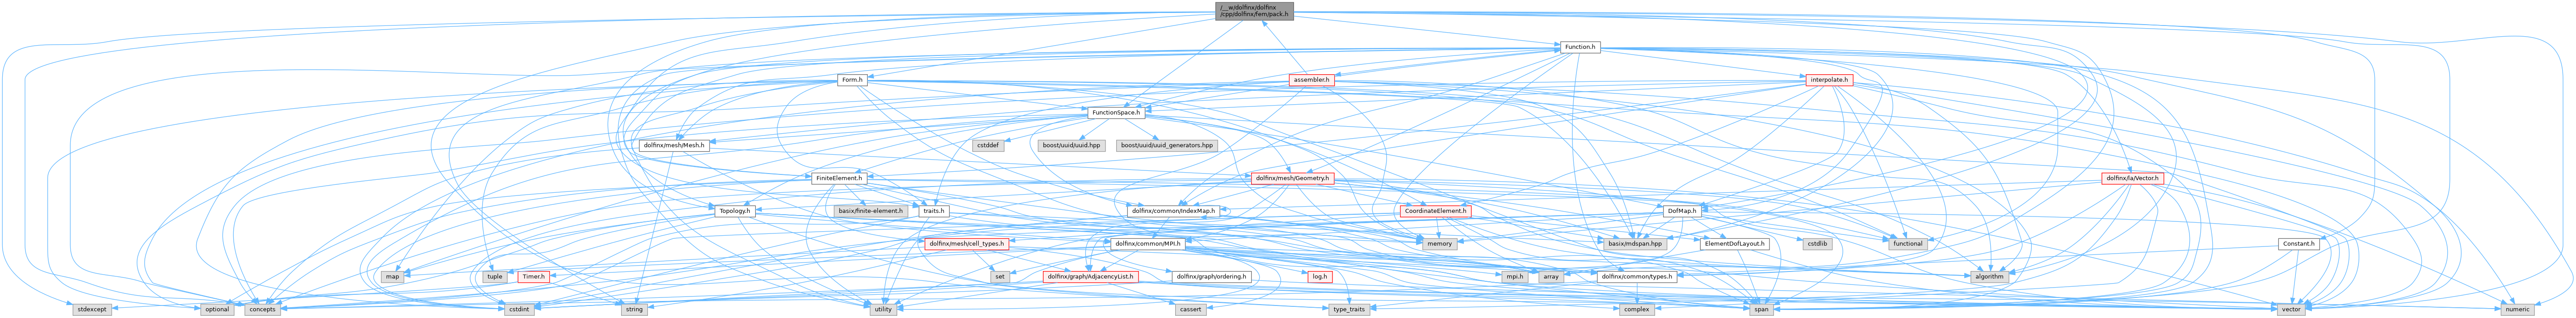 /__w/dolfinx/dolfinx
/cpp/dolfinx/fem/pack.h
Function.h
Form.h
assembler.h
interpolate.h
FunctionSpace.h
dolfinx/mesh/Mesh.h
cstddef
boost/uuid/uuid.hpp
boost/uuid/uuid_generators.hpp
FiniteElement.h
dolfinx/mesh/Geometry.h
dolfinx/la/Vector.h
Topology.h
basix/finite-element.h
traits.h
dolfinx/common/IndexMap.h
CoordinateElement.h
DofMap.h
dolfinx/mesh/cell_types.h
dolfinx/common/MPI.h
memory
basix/mdspan.hpp
ElementDofLayout.h
cstdlib
functional
Constant.h
map
tuple
Timer.h
set
dolfinx/graph/AdjacencyList.h
dolfinx/graph/ordering.h
log.h
mpi.h
array
dolfinx/common/types.h
algorithm
stdexcept
optional
concepts
cstdint
string
utility
cassert
type_traits
complex
span
vector
numeric